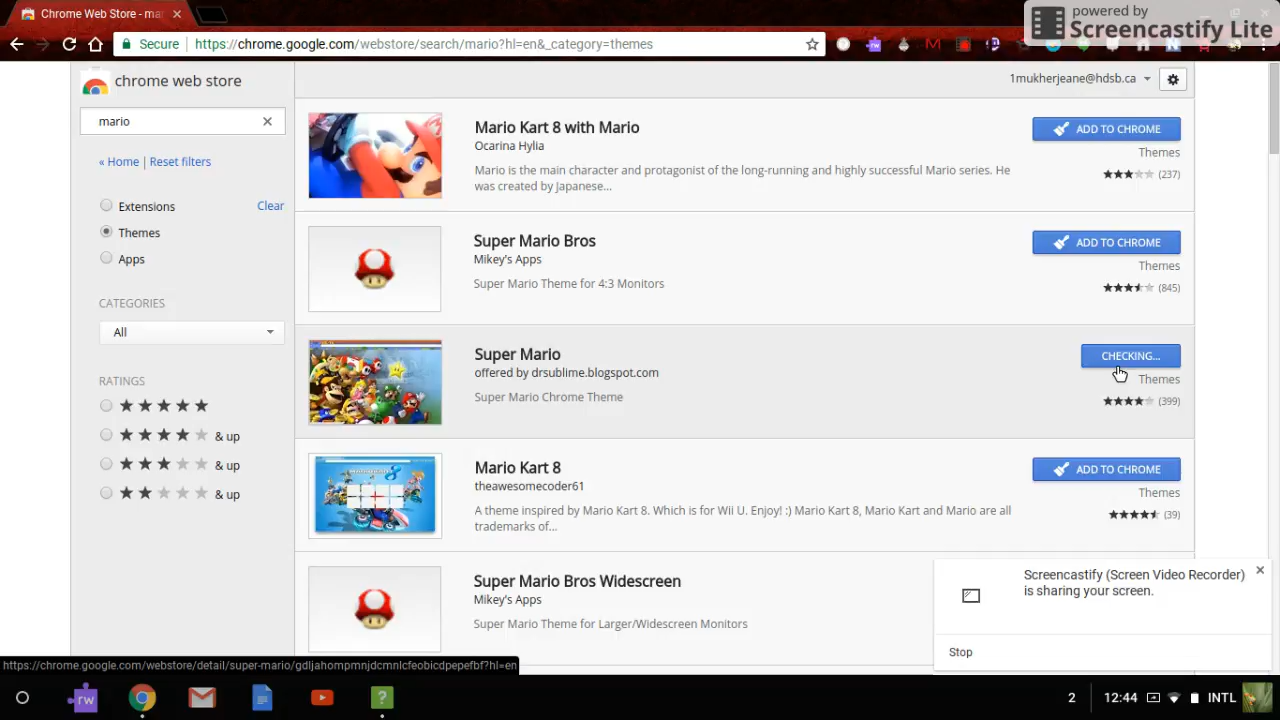 Chrome Web Store - mar
powered by
Screencastify Lite
Secure
https://chrome.google.com/webstore/search/mario?hl=en&_category=themes
chrome web store
1mukherjeane@hdsb.ca
mario
« Home | Reset filters
Extensions
Clear
Themes
Apps
CATEGORIES
All
RATINGS
& up
& up
& up
Mario Kart 8 with Mario
Ocarina Hylia
Mario is the main character and protagonist of the long-running and highly successful Mario series. He
was created by Japanese...
ADD TO CHROME
Themes
(237)
Super Mario Bros
Mikey's Apps
Super Mario Theme for 4:3 Monitors
ADD TO CHROME
Themes
(845)
Super Mario
offered by drsublime.blogspot.com
Super Mario Chrome Theme
CHECKING...
Themes
(399)
Mario Kart 8
theawesomecoder61
A theme inspired by Mario Kart 8. Which is for Wii U. Enjoy! :) Mario Kart 8, Mario Kart and Mario are all
trademarks of...
ADD TO CHROME
Themes
(39)
Super Mario Bros Widescreen
Mikey's Apps
Super Mario Theme for Larger/Widescreen Monitors
Screencastify (Screen Video Recorder)
is sharing your screen.
Stop
https://chrome.google.com/webstore/detail/super-mario/gdljahompmnjdcmnlcfeobicdpepefbf?hl=en
rw
2
12:44
INTL